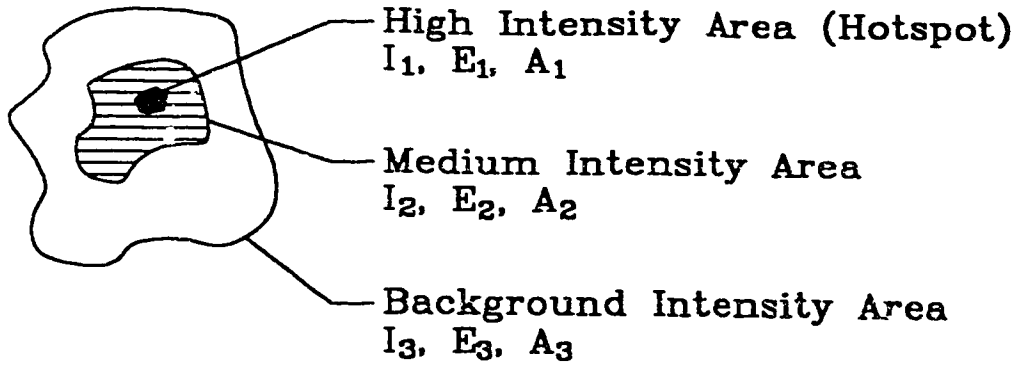 High Intensity Area (Hotspot)
I₁, E₁, A₁
Medium Intensity Area
I₂, E₂, A₂
Background Intensity Area
I₃, E₃, A₃